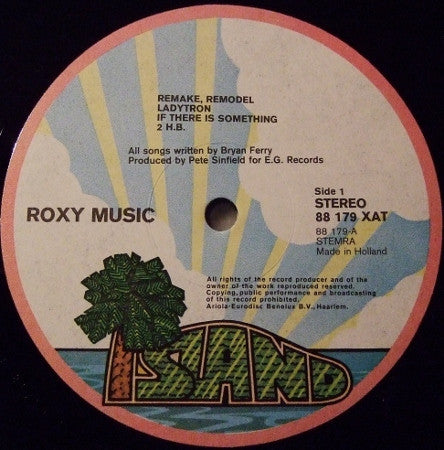 REMAKE, REMODEL
LADYTRON
IF THERE IS SOMETHING
2 H.B.
All songs written by Bryan Ferry
Produced by Pete Sinfield for E.G. Records
ROXY MUSIC
Side 1
STEREO
88 179 XAT
88 179-A
STEMRA
Made in Holland
All rights of the record producer and of the
owner of the work reproduced reserved.
Copying, public performance and broadcasting
of this record prohibited.
Ariola-Eurodisc Benelux B.V., Haarlem.
ISLAND